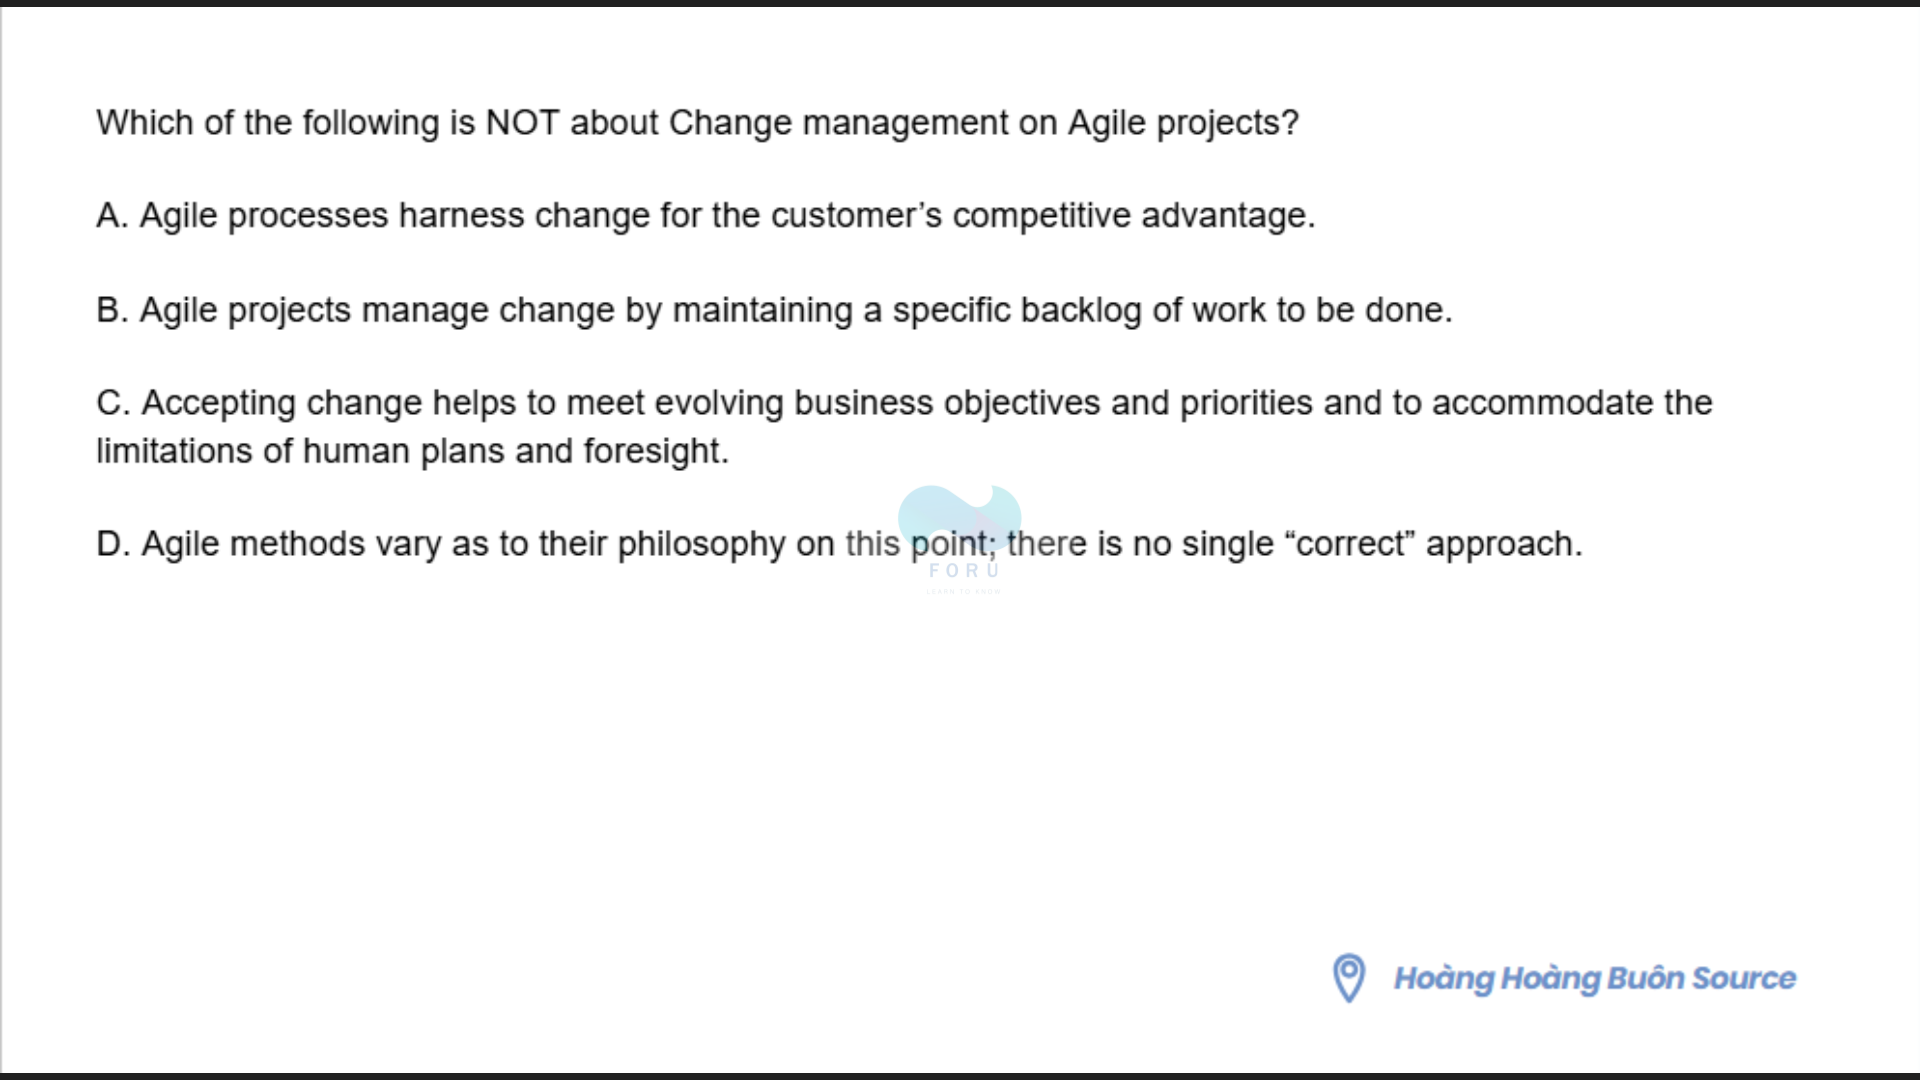 Which of the following is NOT about Change management on Agile projects?
A. Agile processes harness change for the customer’s competitive advantage.
B. Agile projects manage change by maintaining a specific backlog of work to be done.
C. Accepting change helps to meet evolving business objectives and priorities and to accommodate the
limitations of human plans and foresight.
D. Agile methods vary as to their philosophy on this point; there is no single “correct” approach.
FORU
LEARN TO KNOW
Hoàng Hoàng Buôn Source